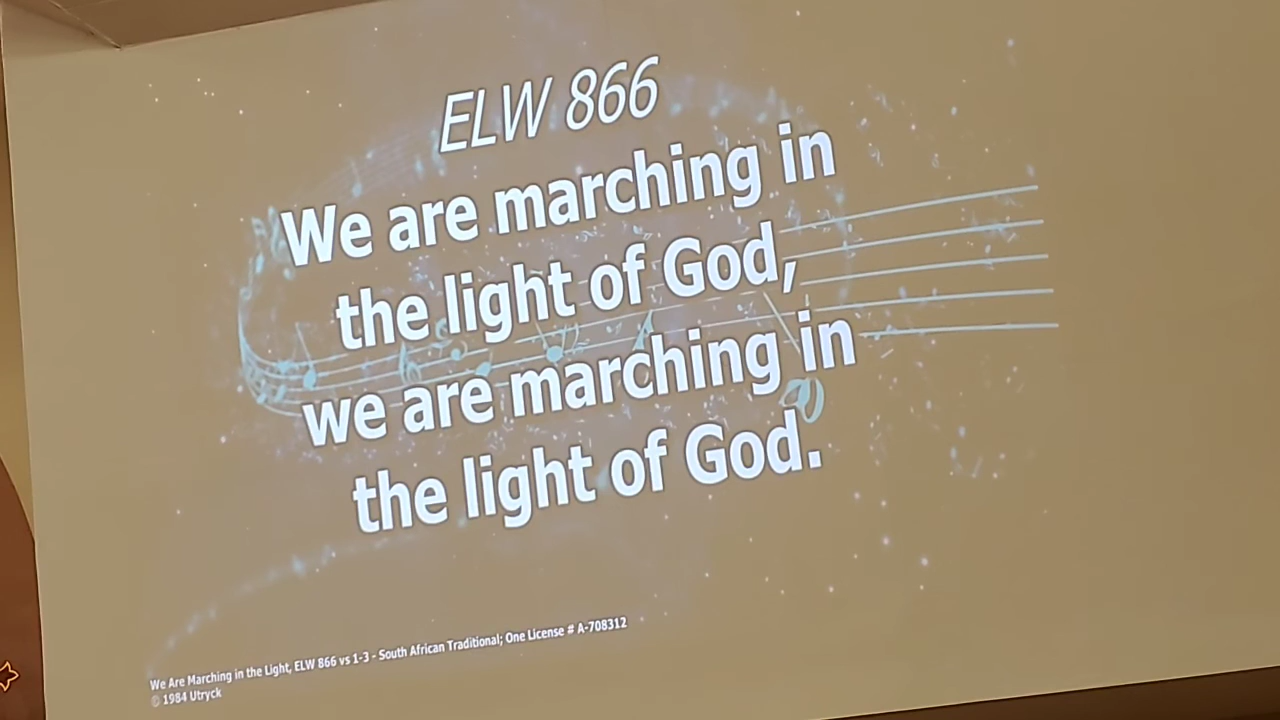 ELW 866
We are marching in
the light of God,
we are marching in
the light of God.
We Are Marching in the Light, ELW 866 vs 1-3 - South African Traditional; One License # A-708312
© 1984 Utryck